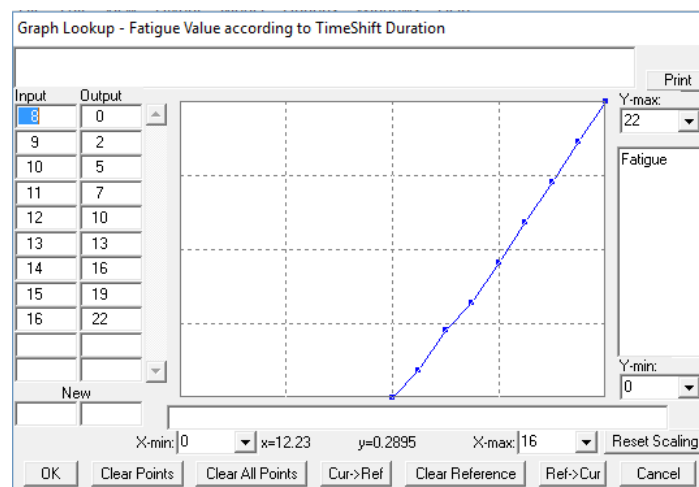 Graph Lookup - Fatigue Value according to TimeShift Duration
Print
Input Output
Y-max:
8 0
22
9 2
Fatigue
10 5
11 7
12 10
13 13
14 16
15 19
16 22
Y-min:
New
0
X-min: 0 x=12.23 y=0.2895 X-max: 16 Reset Scaling
OK Clear Points Clear All Points Cur->Ref Clear Reference Ref->Cur Cancel